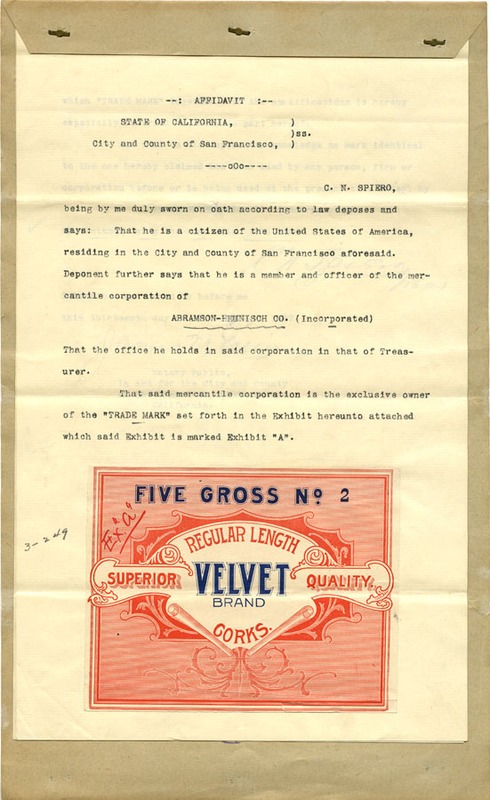 --: AFFIDAVIT :--
STATE OF CALIFORNIA, )
)ss.
City and County of San Francisco, )
----oOo----
C. N. SPIERO,
being by me duly sworn on oath according to law deposes and
says: That he is a citizen of the United States of America,
residing in the City and County of San Francisco aforesaid.
Deponent further says that he is a member and officer of the mer-
cantile corporation of
ABRAMSON-HEINISCH CO. (Incorporated)
That the office he holds in said corporation in that of Treas-
urer.
That said mercantile corporation is the exclusive owner
of the "TRADE MARK" set forth in the Exhibit hereunto attached
which said Exhibit is marked Exhibit "A".
3-249
FIVE GROSS No 2
Ex "a"
REGULAR LENGTH
SUPERIOR VELVET QUALITY.
BRAND
CORKS.